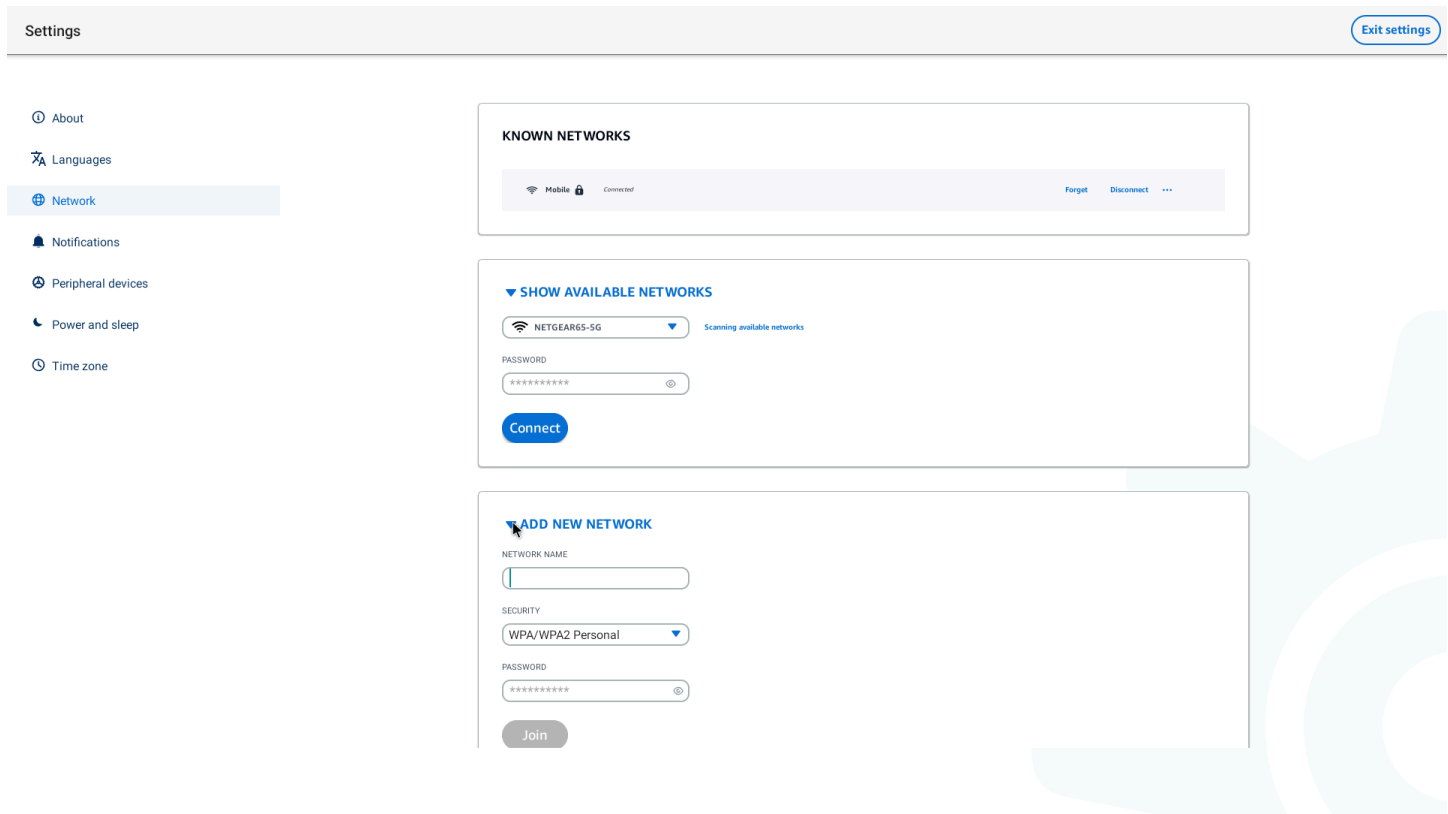 Settings
Exit settings
About
Languages
Network
Notifications
Peripheral devices
Power and sleep
Time zone
KNOWN NETWORKS
Mobile Connected Forget Disconnect ...
SHOW AVAILABLE NETWORKS
NETGEAR65-5G Scanning available networks
PASSWORD
**********
Connect
ADD NEW NETWORK
NETWORK NAME
SECURITY
WPA/WPA2 Personal
PASSWORD
**********
Join